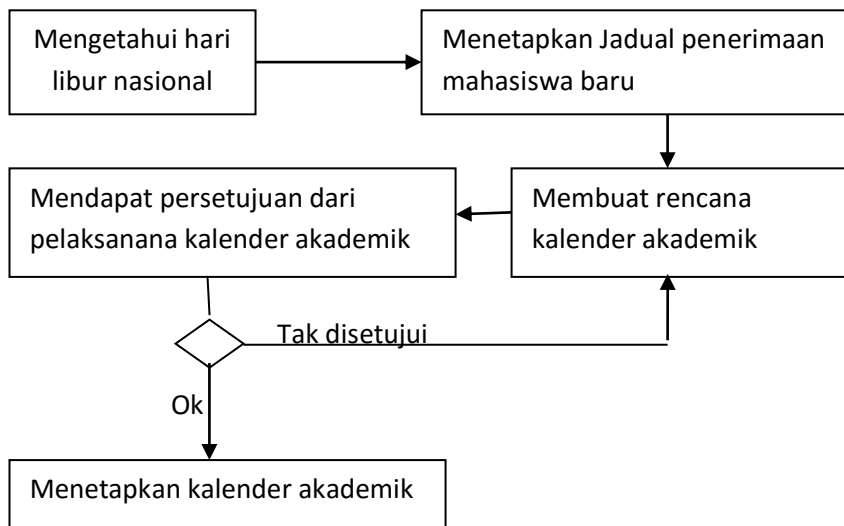 Mengetahui hari
libur nasional
Menetapkan Jadual penerimaan
mahasiswa baru
Mendapat persetujuan dari
pelaksanana kalender akademik
Membuat rencana
kalender akademik
Tak disetujui
Ok
Menetapkan kalender akademik